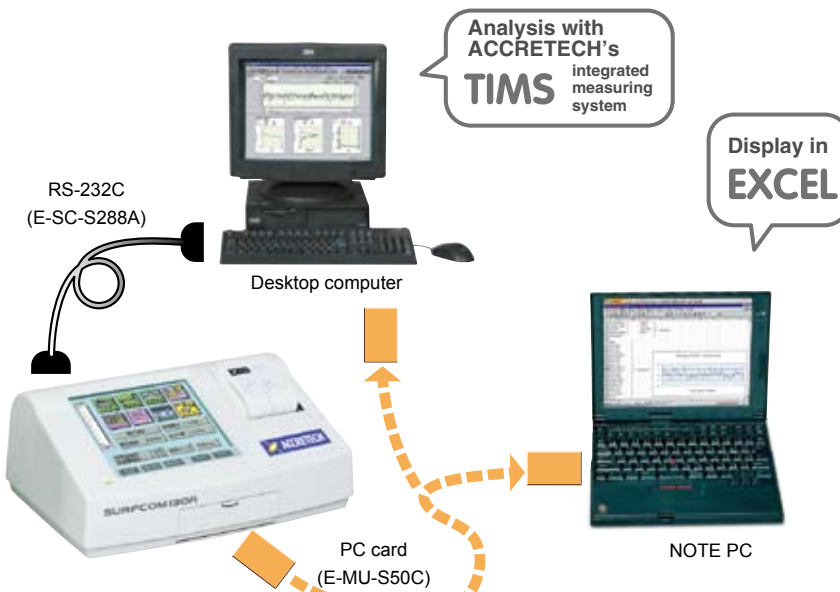 Analysis with
ACCRETECH's
TIMS integrated
measuring
system
Display in
EXCEL
RS-232C
(E-SC-S288A)
Desktop computer
ACCRETECH
SURFCOM130A
PC card
(E-MU-S50C)
NOTE PC